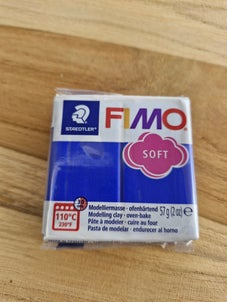 STAEDTLER
FIMO
SOFT
30
110°C
230°F
57 g (2 oz) ℮
Modelliermasse - ofenhärtend
Modelling clay - oven-bake
Pâte à modeler - cuire au four
Pasta de modelar - endurecer al horno